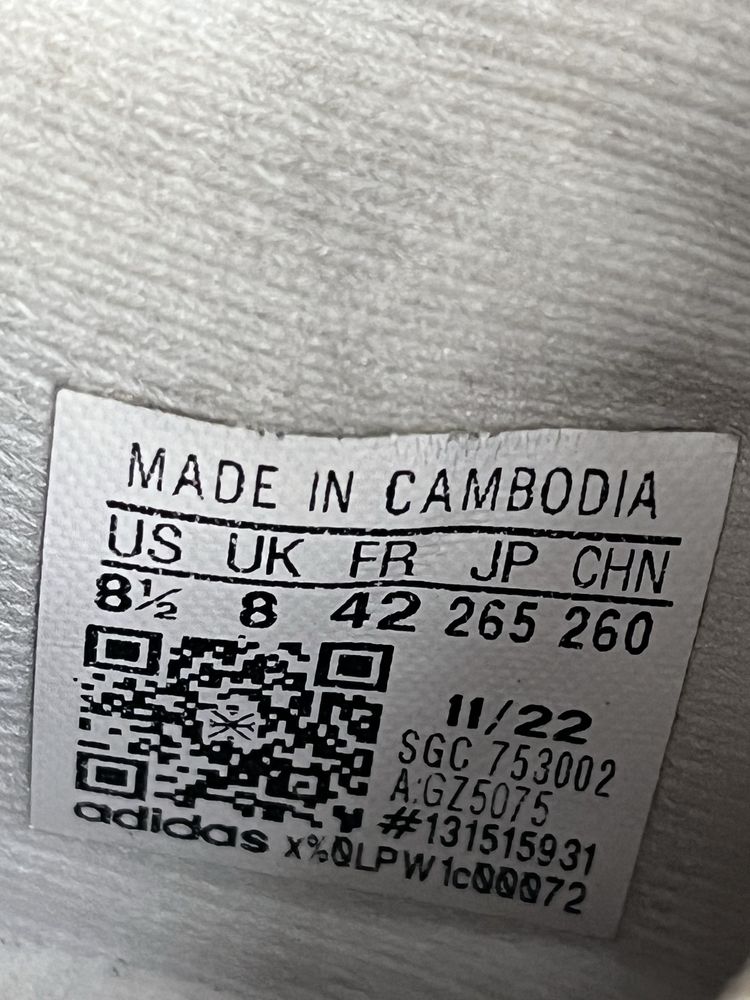 MADE IN CAMBODIA
US UK FR JP CHN
8½ 8 42 265 260
11/22
SGC 753002
A:GZ5075
#131515931
adidas x%0LPW1c00072